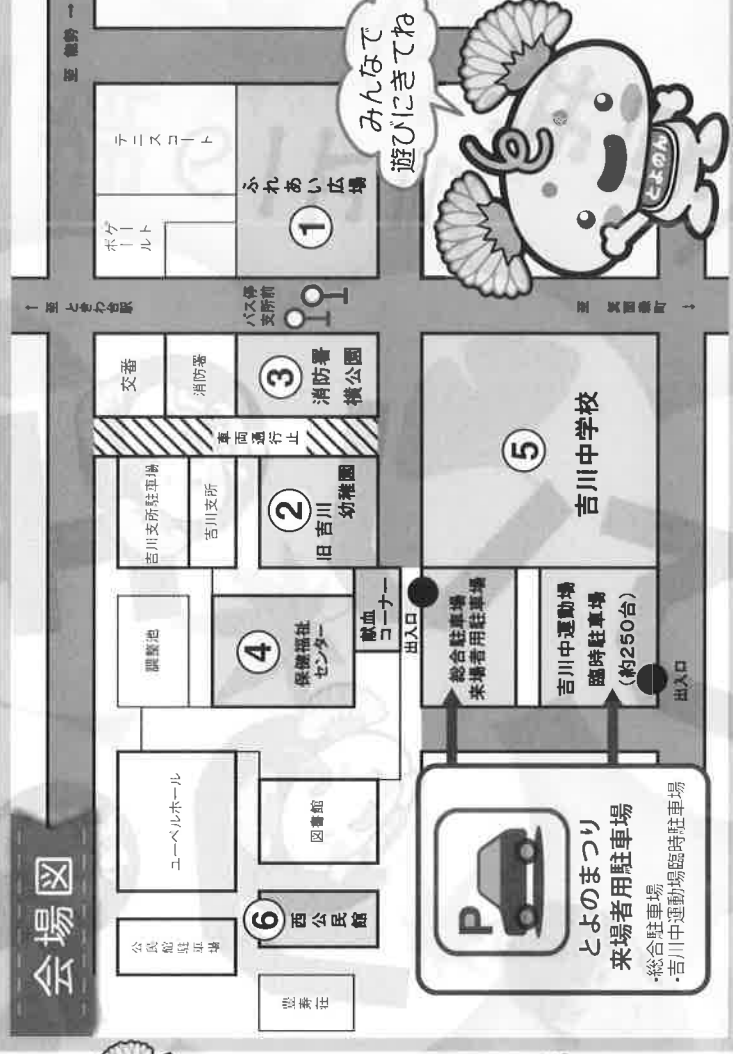 会場図
公民館駐車場
ユーベルホール
調整池
吉川支所駐車場
吉川支所
交番
消防署
ゲートボール
テニスコート
至 能勢 →
↑ 至 ときわ台駅
車両通行止
豊寿荘
⑥
西公民館
図書館
④
保健福祉
センター
献血
コーナー
②
旧吉川
幼稚園
③
消防署
横公園
バス停
支所前
①
ふれあい広場
みんなで
遊びにきてね
とよのん
P
とよのまつり
来場者用駐車場
・総合駐車場
・吉川中運動場臨時駐車場
出入口
総合駐車場
来場者用駐車場
吉川中運動場
臨時駐車場
(約250台)
出入口
⑤
吉川中学校
至 箕面森町 ↓